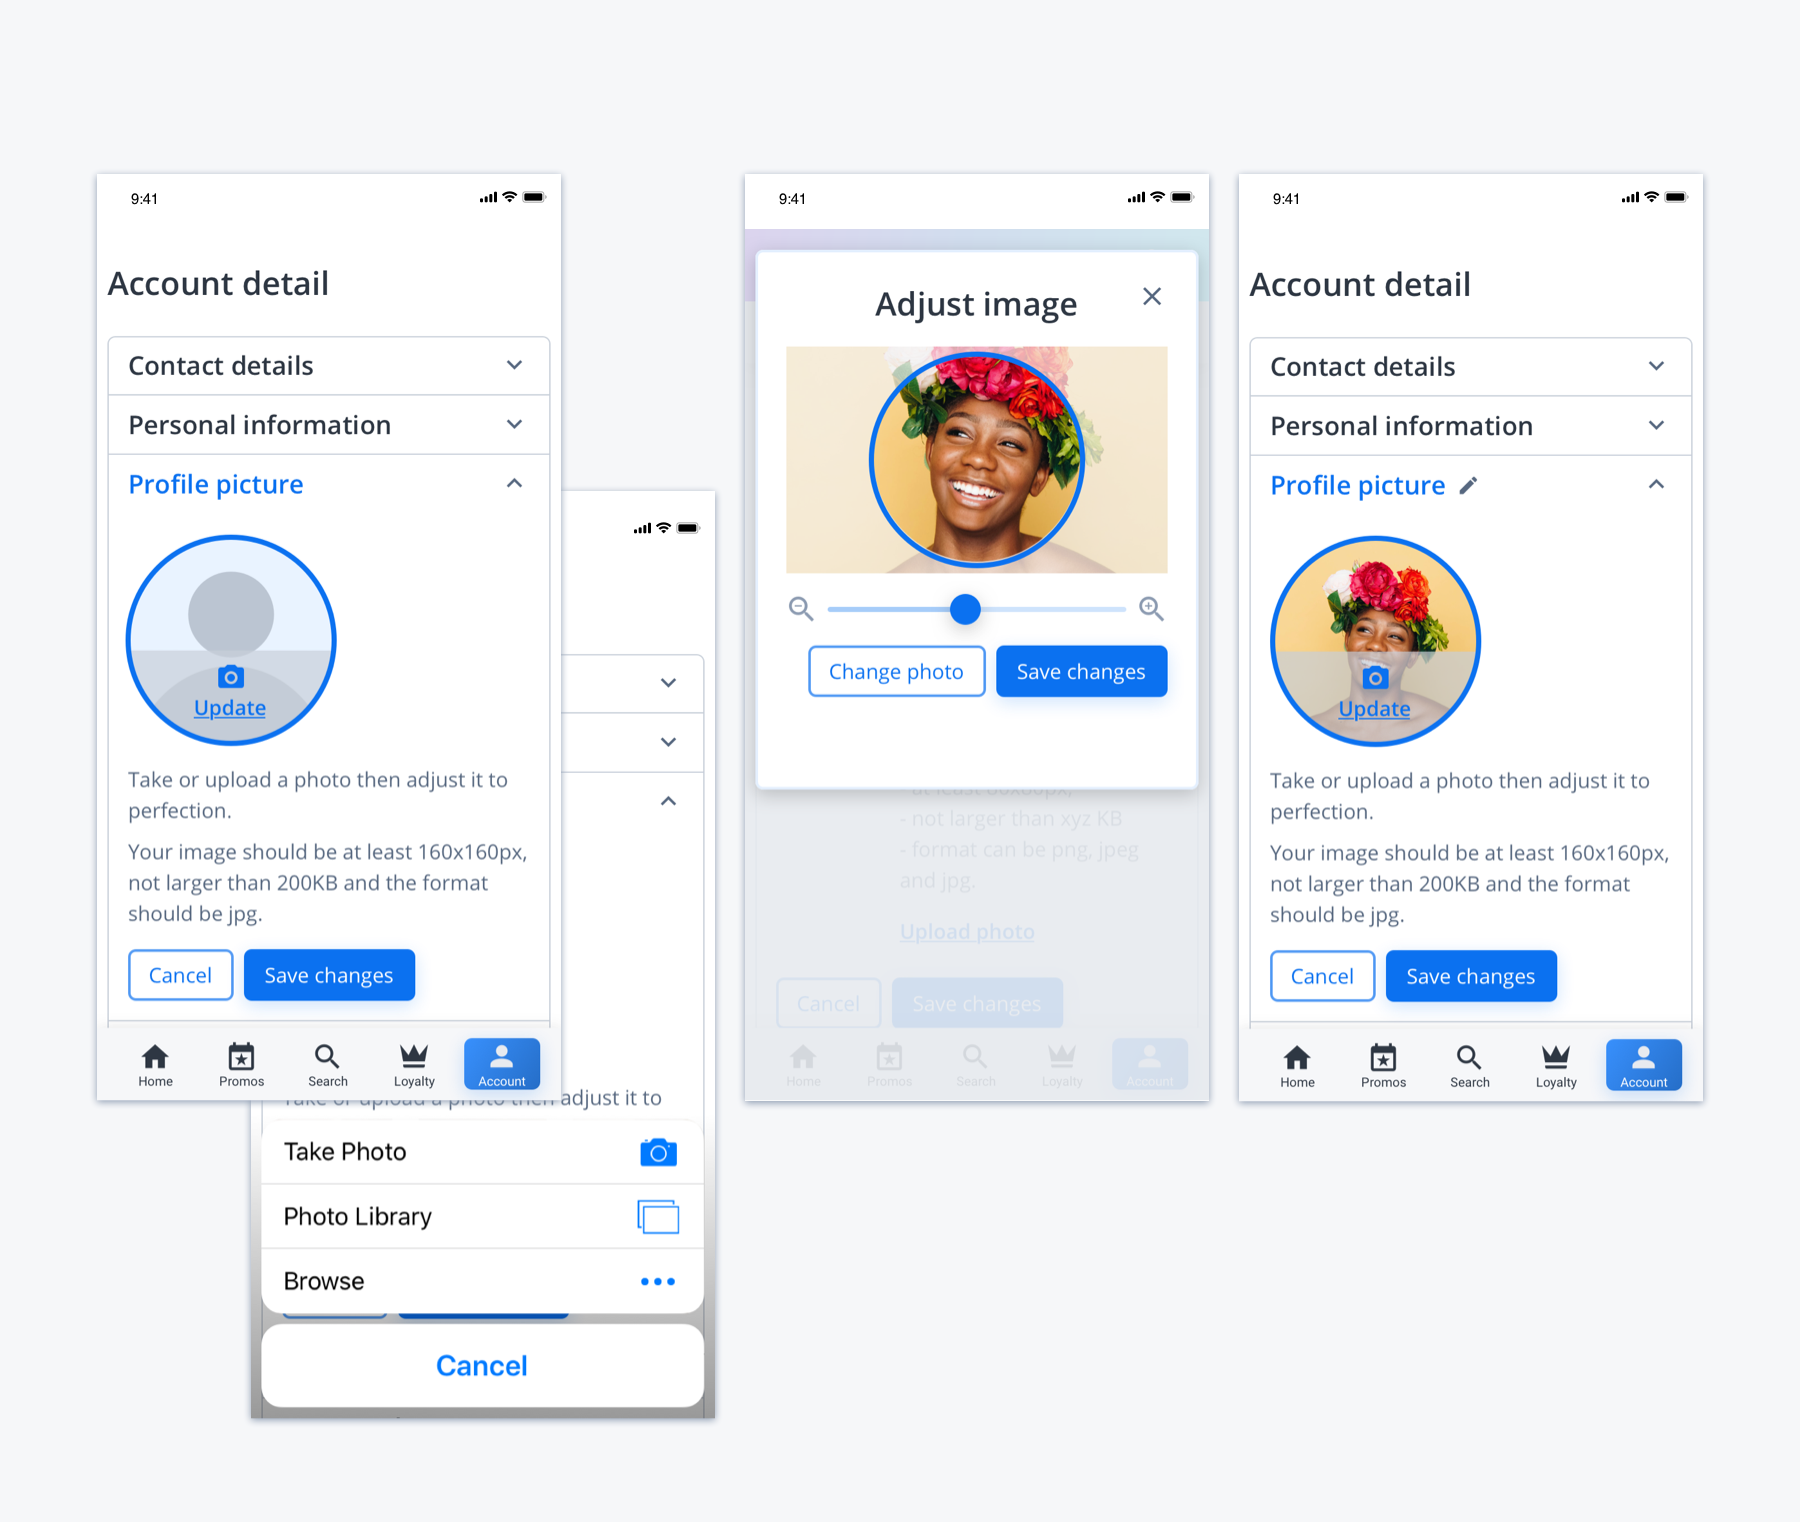 9:41
Account detail
Contact details
Personal information
Profile picture
Update
Take or upload a photo then adjust it to
perfection.
Your image should be at least 160x160px,
not larger than 200KB and the format
should be jpg.
Cancel
Save changes
Home
Promos
Search
Loyalty
Account
Take or upload a photo then adjust it to
Take Photo
Photo Library
Browse
Cancel
9:41
Adjust image
Change photo
Save changes
- not larger than xyz KB
- format can be png, jpeg
and jpg.
Upload photo
Cancel
Save changes
Home
Promos
Search
Loyalty
Account
9:41
Account detail
Contact details
Personal information
Profile picture
Update
Take or upload a photo then adjust it to
perfection.
Your image should be at least 160x160px,
not larger than 200KB and the format
should be jpg.
Cancel
Save changes
Home
Promos
Search
Loyalty
Account